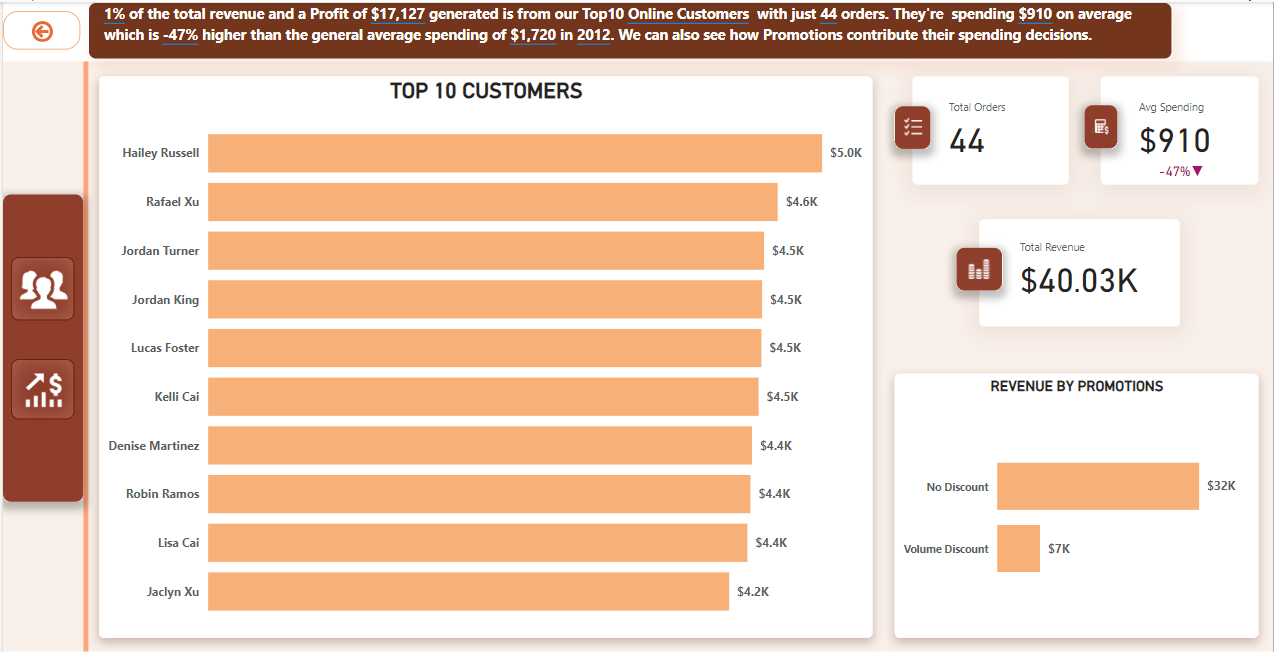 1% of the total revenue and a Profit of $17,127 generated is from our Top10 Online Customers with just 44 orders. They're spending $910 on average
which is -47% higher than the general average spending of $1,720 in 2012. We can also see how Promotions contribute their spending decisions.
TOP 10 CUSTOMERS
Hailey Russell $5.0K
Rafael Xu $4.6K
Jordan Turner $4.5K
Jordan King $4.5K
Lucas Foster $4.5K
Kelli Cai $4.5K
Denise Martinez $4.4K
Robin Ramos $4.4K
Lisa Cai $4.4K
Jaclyn Xu $4.2K
Total Orders
44
Avg Spending
$910
-47%▼
Total Revenue
$40.03K
REVENUE BY PROMOTIONS
No Discount $32K
Volume Discount $7K